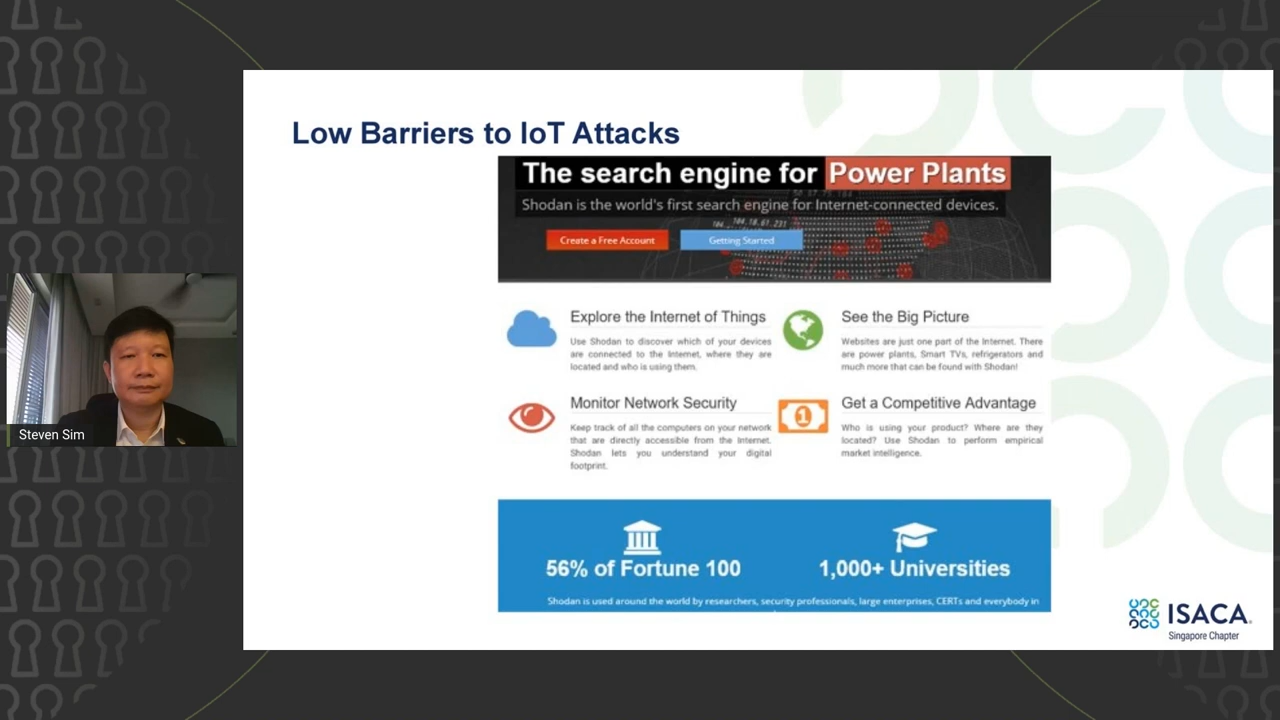 Low Barriers to IoT Attacks
The search engine for Power Plants
Shodan is the world's first search engine for Internet-connected devices.
104.18.61.231
Create a Free Account
Getting Started
Explore the Internet of Things
Use Shodan to discover which of your devices
are connected to the Internet, where they are
located and who is using them.
See the Big Picture
Websites are just one part of the Internet. There
are power plants, Smart TVs, refrigerators and
much more that can be found with Shodan!
Monitor Network Security
Keep track of all the computers on your network
that are directly accessible from the Internet.
Shodan lets you understand your digital
footprint.
Get a Competitive Advantage
Who is using your product? Where are they
located? Use Shodan to perform empirical
market intelligence.
1
56% of Fortune 100
1,000+ Universities
Shodan is used around the world by researchers, security professionals, large enterprises, CERTs and everybody in
Steven Sim
ISACA.
Singapore Chapter